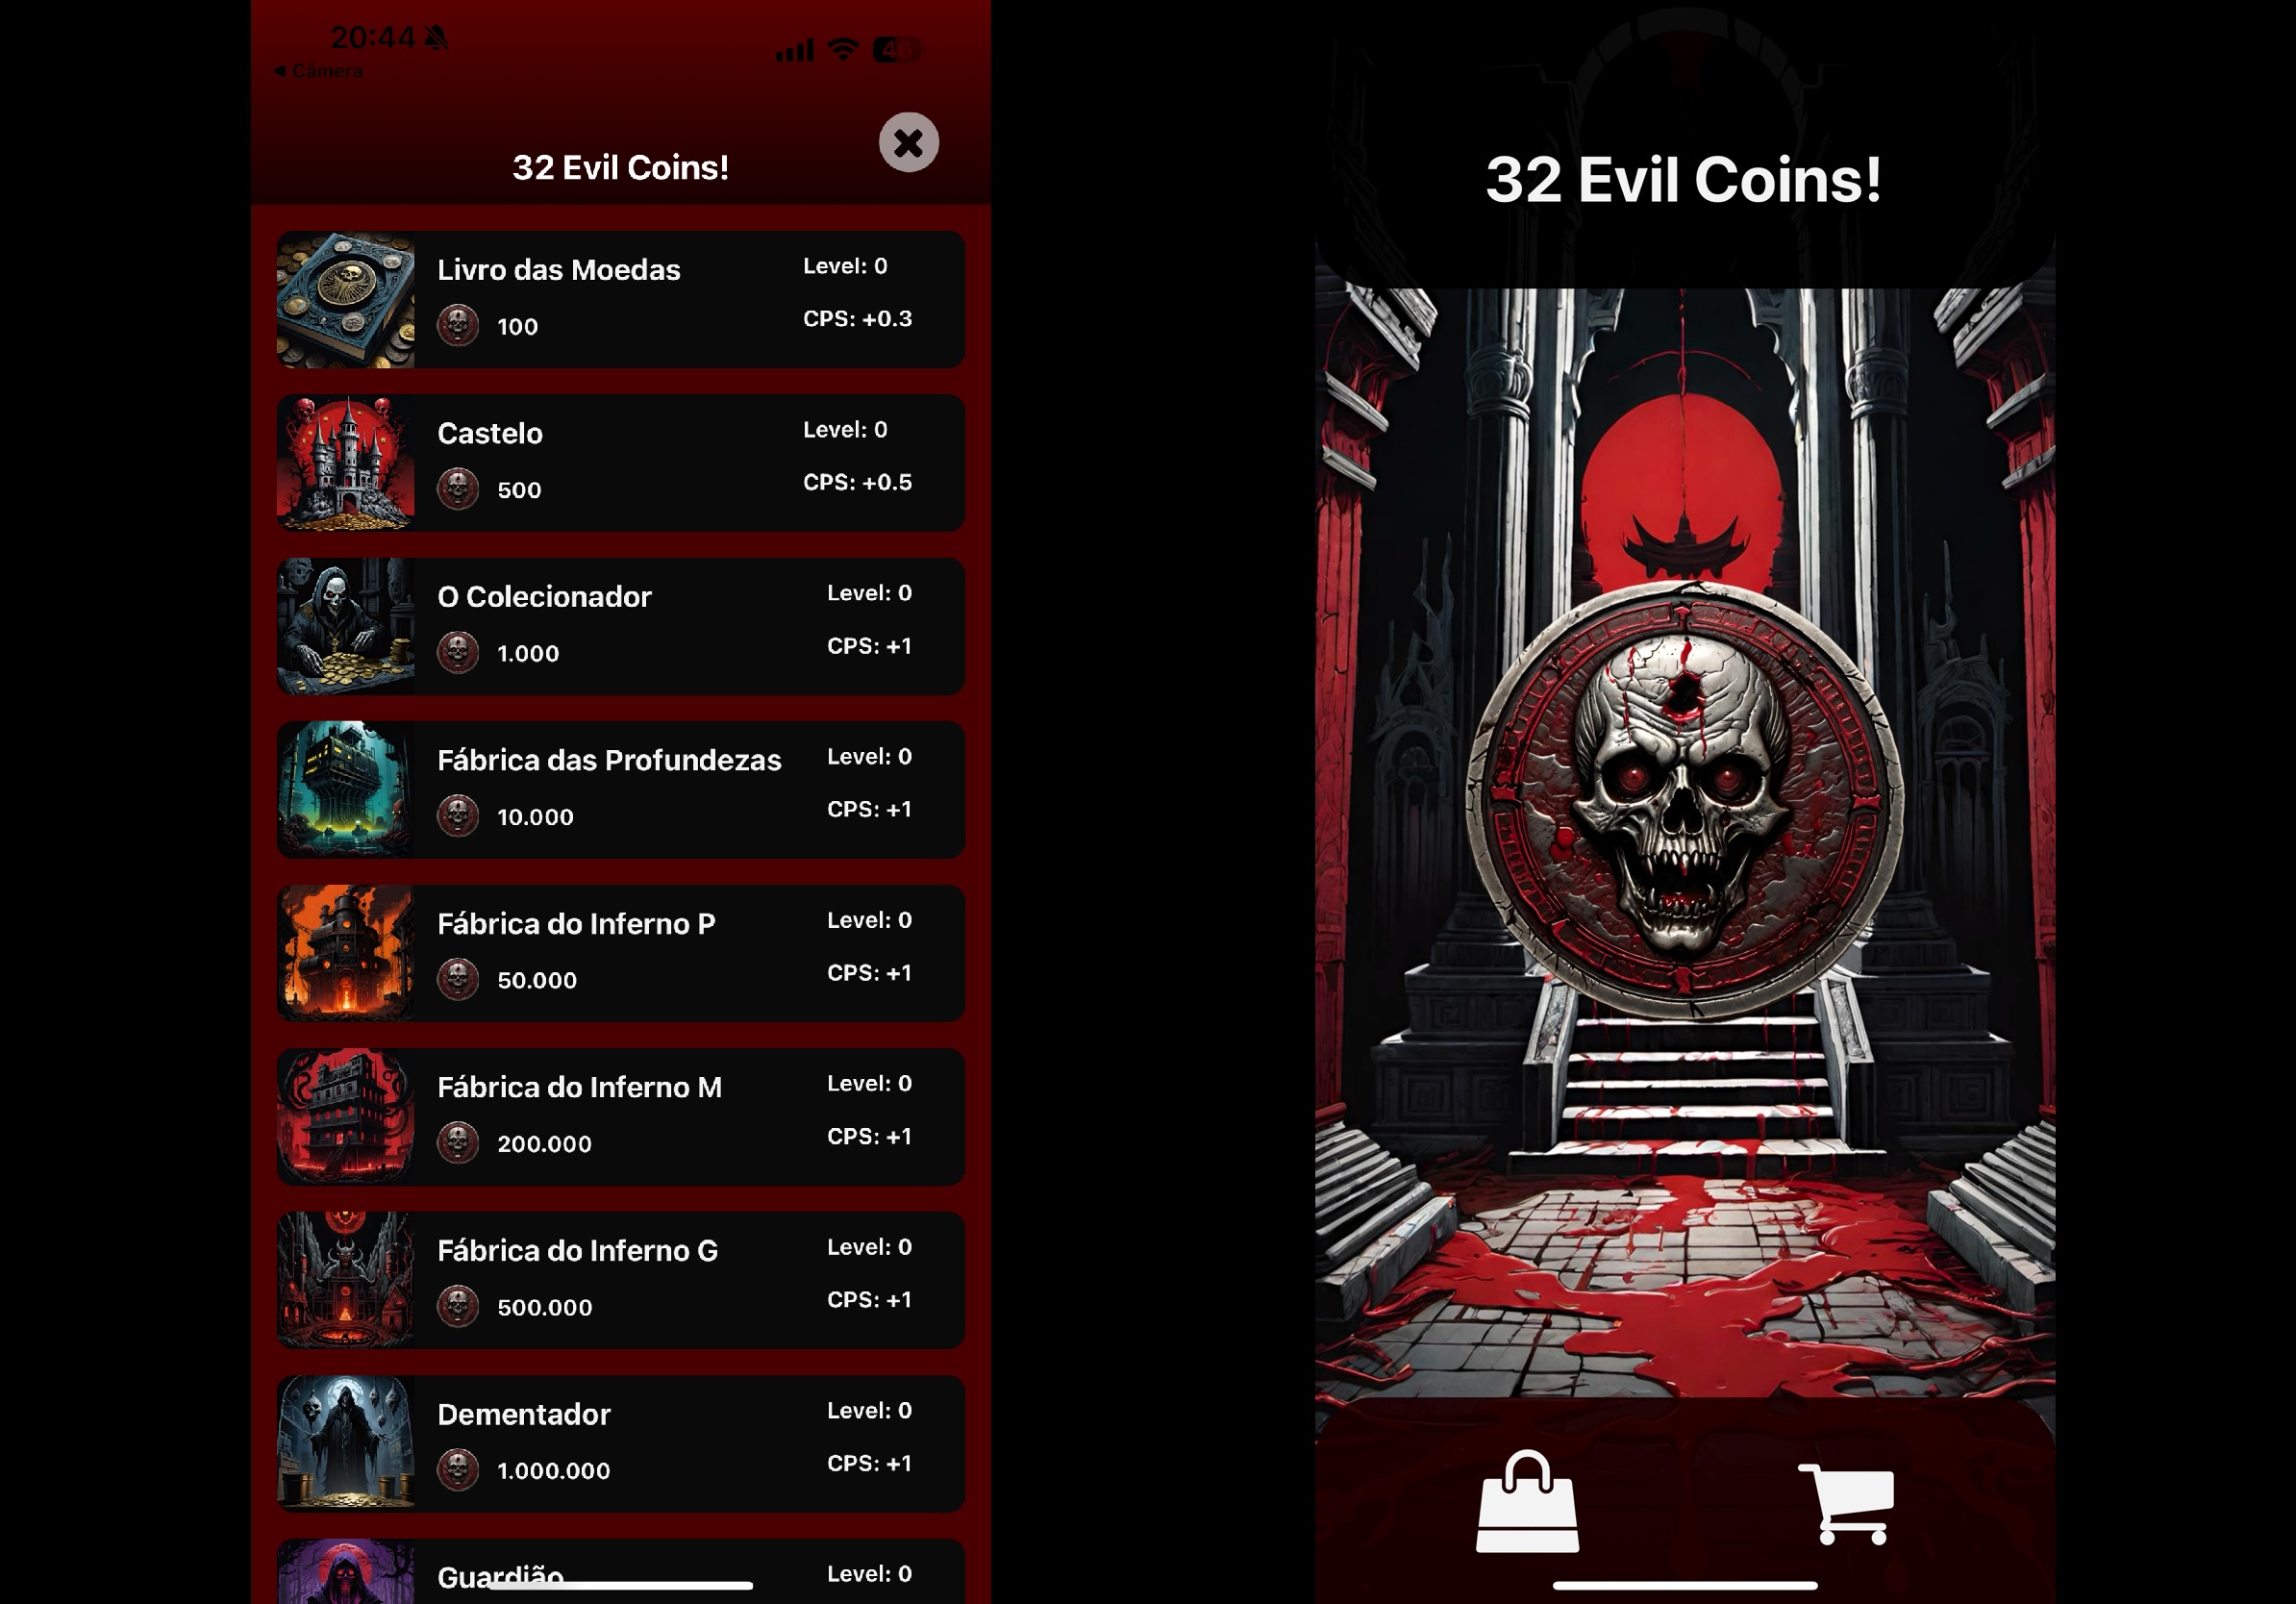 20:44
◀ Câmera
46
32 Evil Coins!
Livro das Moedas
Level: 0
100
CPS: +0.3
Castelo
Level: 0
500
CPS: +0.5
O Colecionador
Level: 0
1.000
CPS: +1
Fábrica das Profundezas
Level: 0
10.000
CPS: +1
Fábrica do Inferno P
Level: 0
50.000
CPS: +1
Fábrica do Inferno M
Level: 0
200.000
CPS: +1
Fábrica do Inferno G
Level: 0
500.000
CPS: +1
Dementador
Level: 0
1.000.000
CPS: +1
Guardião
Level: 0
32 Evil Coins!